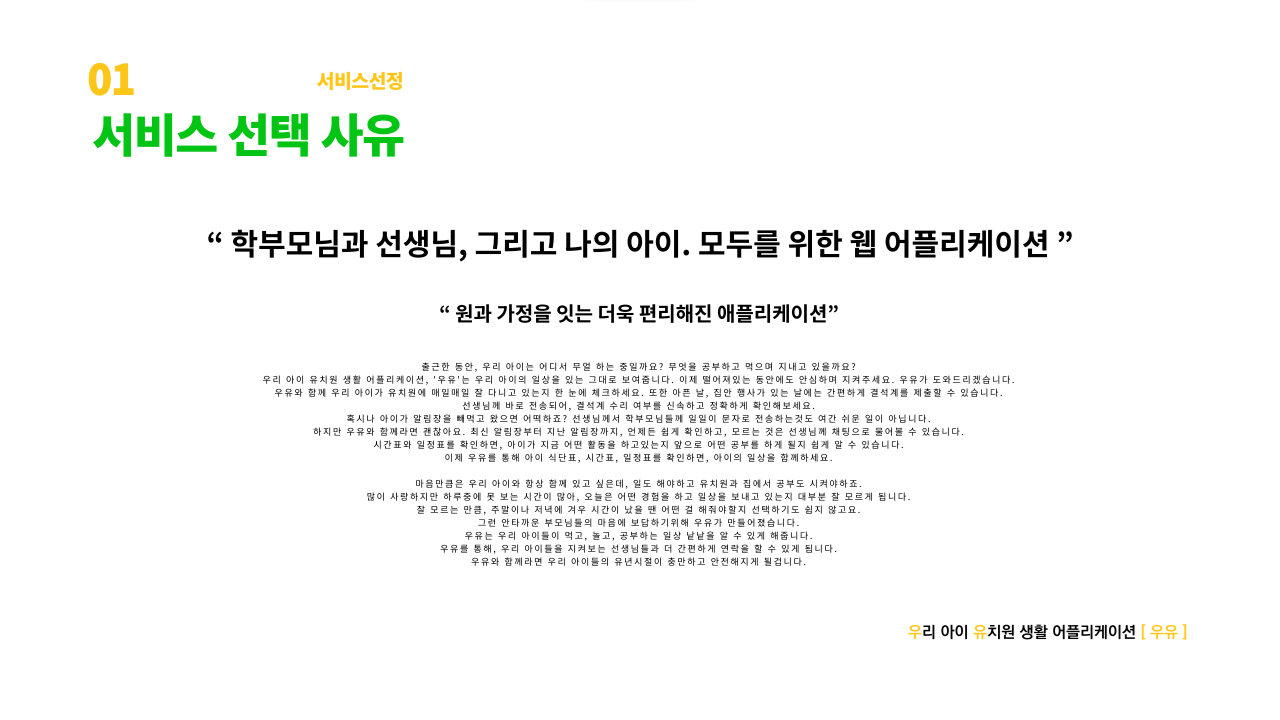 01
서비스선정
서비스 선택 사유
“ 학부모님과 선생님, 그리고 나의 아이. 모두를 위한 웹 어플리케이션 ”
“ 원과 가정을 잇는 더욱 편리해진 애플리케이션”
출근한 동안, 우리 아이는 어디서 무얼 하는 중일까요? 무엇을 공부하고 먹으며 지내고 있을까요?
우리 아이 유치원 생활 어플리케이션, '우유'는 우리 아이의 일상을 있는 그대로 보여줍니다. 이제 떨어져있는 동안에도 안심하며 지켜주세요. 우유가 도와드리겠습니다.
우유와 함께 우리 아이가 유치원에 매일매일 잘 다니고 있는지 한 눈에 체크하세요. 또한 아픈 날, 집안 행사가 있는 날에는 간편하게 결석계를 제출할 수 있습니다.
선생님께 바로 전송되어, 결석계 수리 여부를 신속하고 정확하게 확인해보세요.
혹시나 아이가 알림장을 빼먹고 왔으면 어떡하죠? 선생님께서 학부모님들께 일일이 문자로 전송하는것도 여간 쉬운 일이 아닙니다.
하지만 우유와 함께라면 괜찮아요. 최신 알림장부터 지난 알림장까지, 언제든 쉽게 확인하고, 모르는 것은 선생님께 채팅으로 물어볼 수 있습니다.
시간표와 일정표를 확인하면, 아이가 지금 어떤 활동을 하고있는지 앞으로 어떤 공부를 하게 될지 쉽게 알 수 있습니다.
이제 우유를 통해 아이 식단표, 시간표, 일정표를 확인하면, 아이의 일상을 함께하세요.
마음만큼은 우리 아이와 항상 함께 있고 싶은데, 일도 해야하고 유치원과 집에서 공부도 시켜야하죠.
많이 사랑하지만 하루중에 못 보는 시간이 많아, 오늘은 어떤 경험을 하고 일상을 보내고 있는지 대부분 잘 모르게 됩니다.
잘 모르는 만큼, 주말이나 저녁에 겨우 시간이 났을 땐 어떤 걸 해줘야할지 선택하기도 쉽지 않고요.
그런 안타까운 부모님들의 마음에 보답하기위해 우유가 만들어졌습니다.
우유는 우리 아이들이 먹고, 놀고, 공부하는 일상 낱낱을 알 수 있게 해줍니다.
우유를 통해, 우리 아이들을 지켜보는 선생님들과 더 간편하게 연락을 할 수 있게 됩니다.
우유와 함께라면 우리 아이들의 유년시절이 충만하고 안전해지게 될겁니다.
우리 아이 유치원 생활 어플리케이션 [ 우유 ]